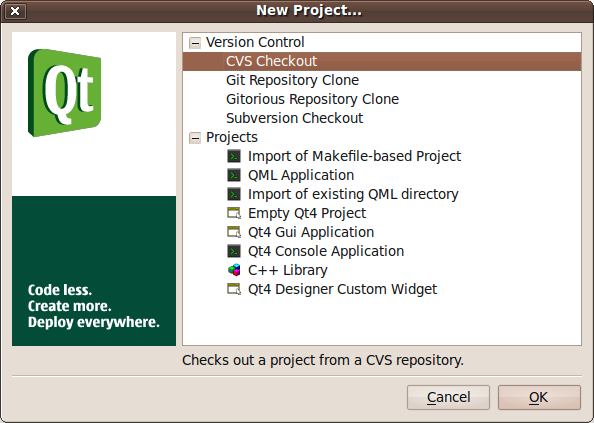 New Project...
Qt
Code less.
Create more.
Deploy everywhere.
Version Control
CVS Checkout
Git Repository Clone
Gitorious Repository Clone
Subversion Checkout
Projects
Import of Makefile-based Project
QML Application
Import of existing QML directory
Empty Qt4 Project
Qt4 Gui Application
Qt4 Console Application
C++ Library
Qt4 Designer Custom Widget
Checks out a project from a CVS repository.
Cancel
OK